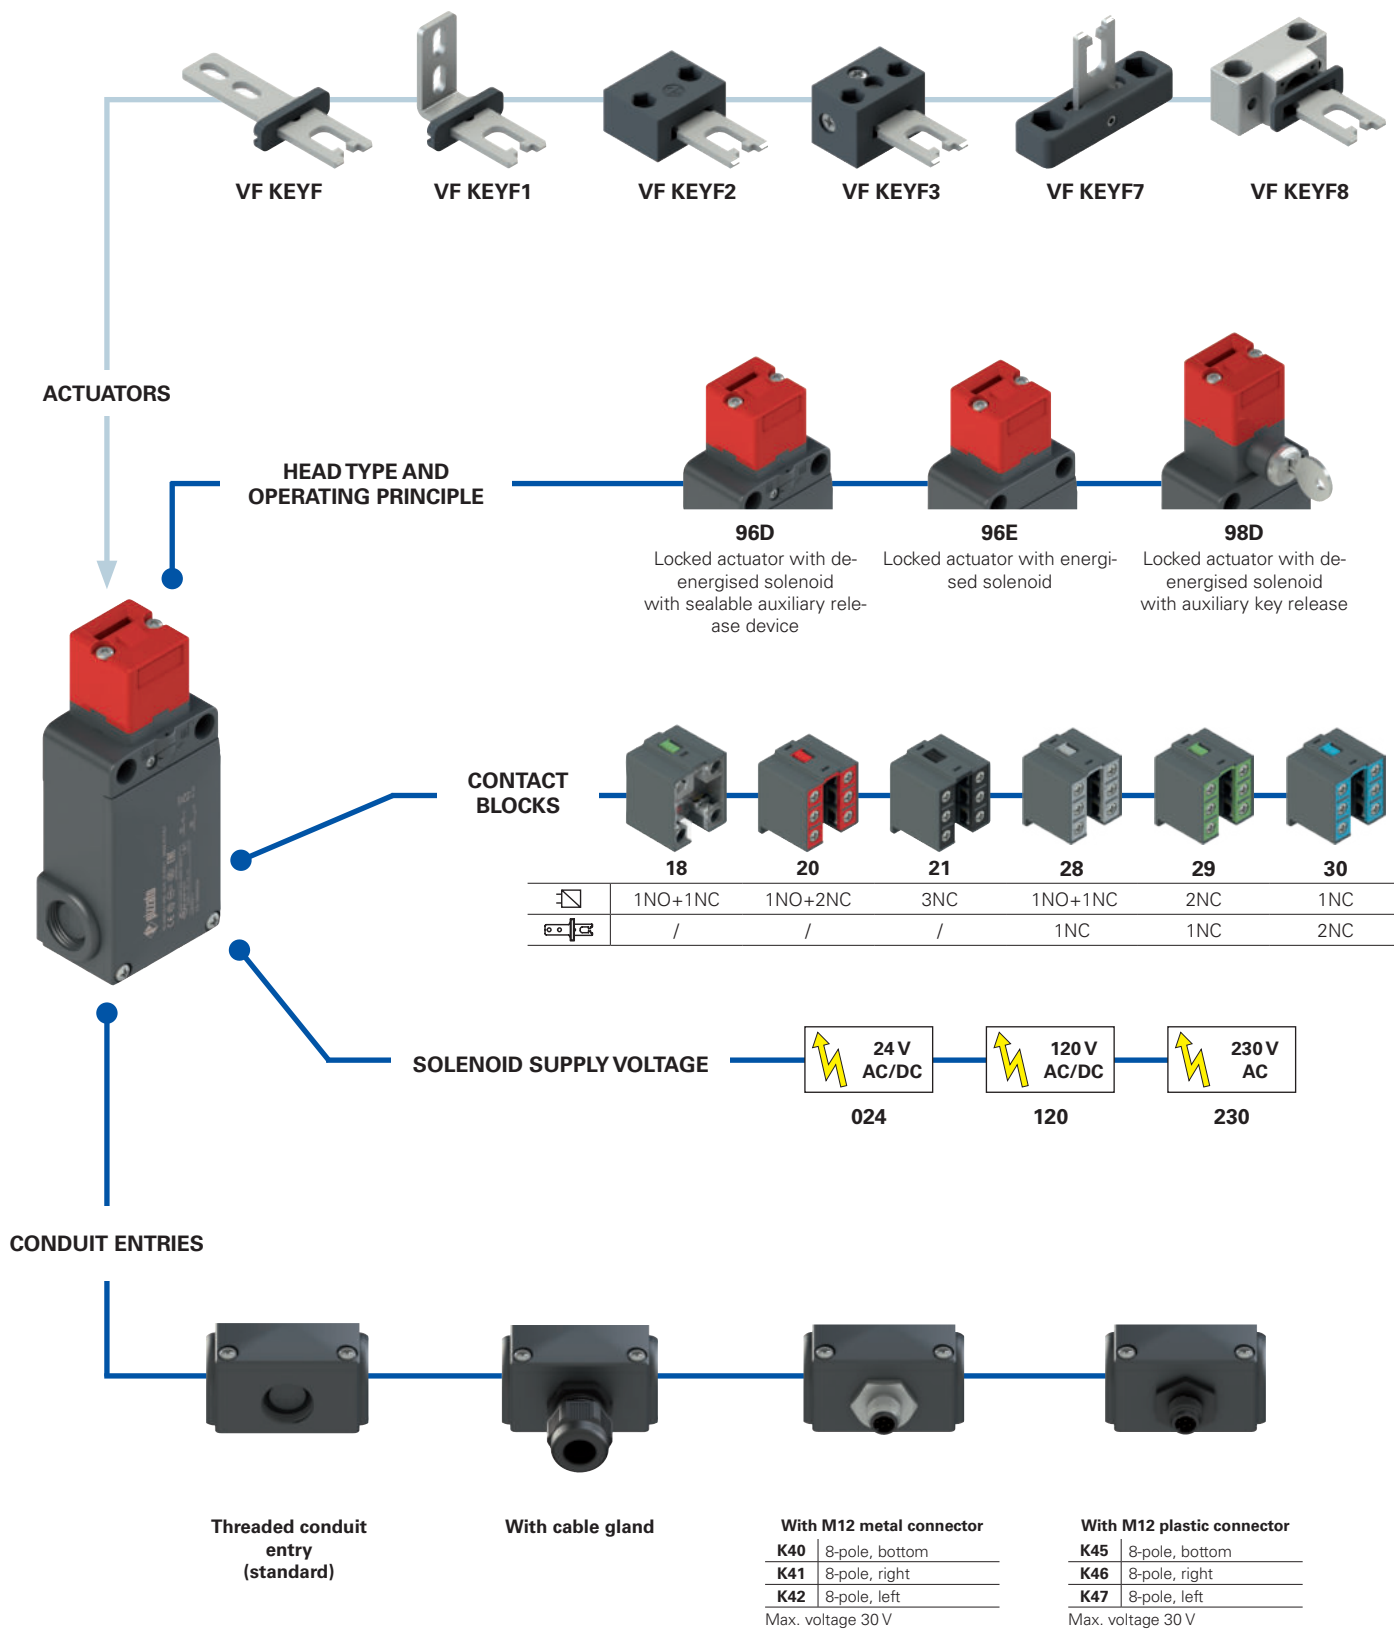 VF KEYF VF KEYF1 VF KEYF2 VF KEYF3 VF KEYF7 VF KEYF8
ACTUATORS
HEAD TYPE AND
OPERATING PRINCIPLE
96D
Locked actuator with de-
energised solenoid
with sealable auxiliary rele-
ase device
96E
Locked actuator with energi-
sed solenoid
98D
Locked actuator with de-
energised solenoid
with auxiliary key release
CONTACT
BLOCKS
18 20 21 28 29 30
1NO+1NC 1NO+2NC 3NC 1NO+1NC 2NC 1NC
/ / / 1NC 1NC 2NC
pizzato
SOLENOID SUPPLY VOLTAGE
24 V
AC/DC
024
120 V
AC/DC
120
230 V
AC
230
CONDUIT ENTRIES
Threaded conduit
entry
(standard)
With cable gland
With M12 metal connector
K40 8-pole, bottom
K41 8-pole, right
K42 8-pole, left
Max. voltage 30 V
With M12 plastic connector
K45 8-pole, bottom
K46 8-pole, right
K47 8-pole, left
Max. voltage 30 V